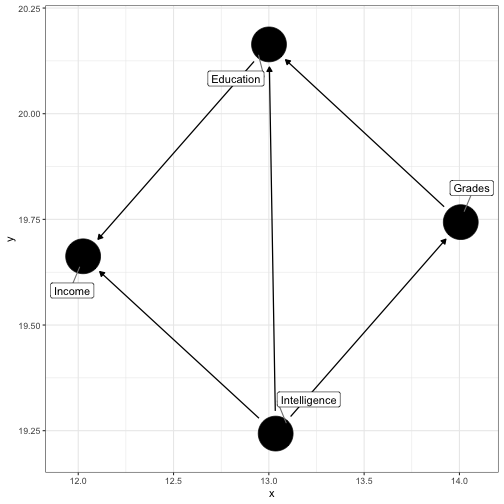 20.25
20.00
19.75
19.50
19.25
y
Education
Grades
Income
Intelligence
12.0 12.5 13.0 13.5 14.0
x